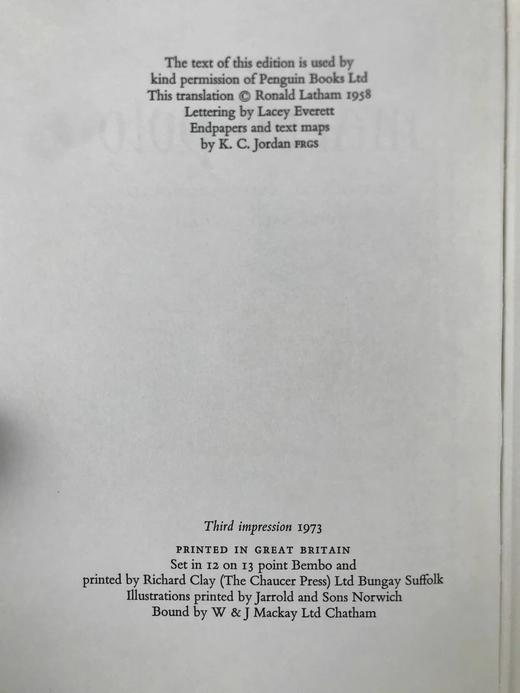 The text of this edition is used by
kind permission of Penguin Books Ltd
This translation © Ronald Latham 1958
Lettering by Lacey Everett
Endpapers and text maps
by K. C. Jordan FRGS
Third impression 1973
PRINTED IN GREAT BRITAIN
Set in 12 on 13 point Bembo and
printed by Richard Clay (The Chaucer Press) Ltd Bungay Suffolk
Illustrations printed by Jarrold and Sons Norwich
Bound by W & J Mackay Ltd Chatham